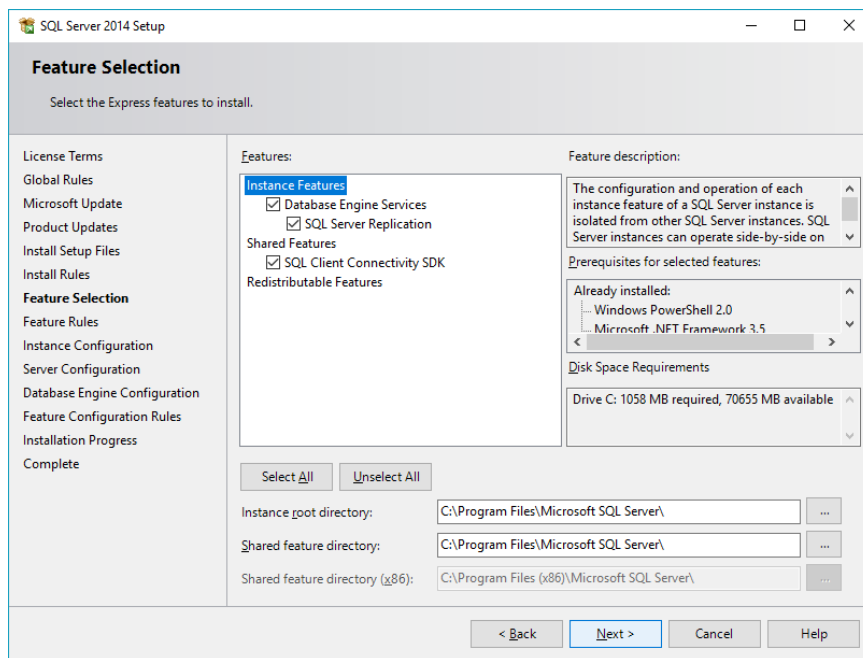 SQL Server 2014 Setup
Feature Selection
Select the Express features to install.
License Terms
Global Rules
Microsoft Update
Product Updates
Install Setup Files
Install Rules
Feature Selection
Feature Rules
Instance Configuration
Server Configuration
Database Engine Configuration
Feature Configuration Rules
Installation Progress
Complete
Features:
Instance Features
Database Engine Services
SQL Server Replication
Shared Features
SQL Client Connectivity SDK
Redistributable Features
Feature description:
The configuration and operation of each
instance feature of a SQL Server instance is
isolated from other SQL Server instances. SQL
Server instances can operate side-by-side on
Prerequisites for selected features:
Already installed:
Windows PowerShell 2.0
Microsoft .NET Framework 3.5
Disk Space Requirements
Drive C: 1058 MB required, 70655 MB available
Select All
Unselect All
Instance root directory:
C:\Program Files\Microsoft SQL Server\
...
Shared feature directory:
C:\Program Files\Microsoft SQL Server\
...
Shared feature directory (x86):
C:\Program Files (x86)\Microsoft SQL Server\
...
< Back
Next >
Cancel
Help